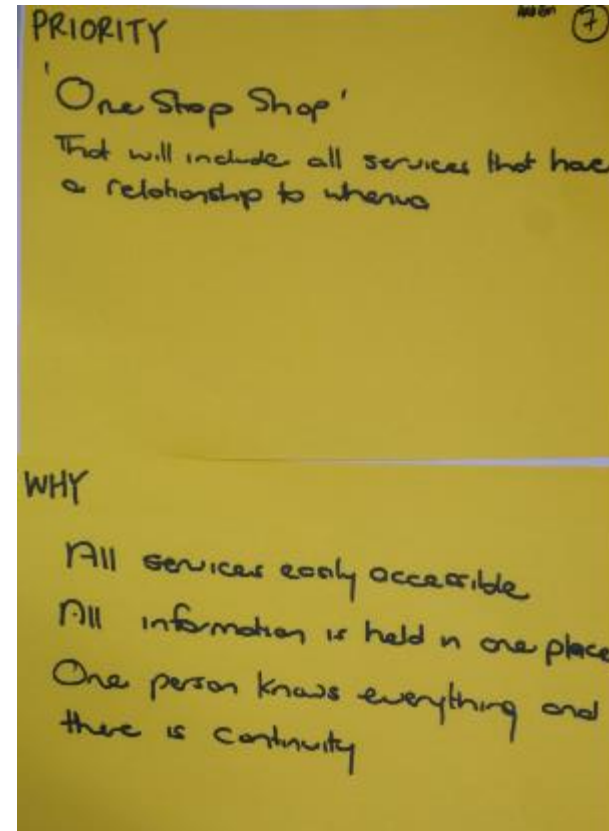 PRIORITY
7
'One Stop Shop'
That will include all services that have
a relationship to whenua
WHY
All services easily accessible
All information is held in one place
One person knows everything and
there is continuity